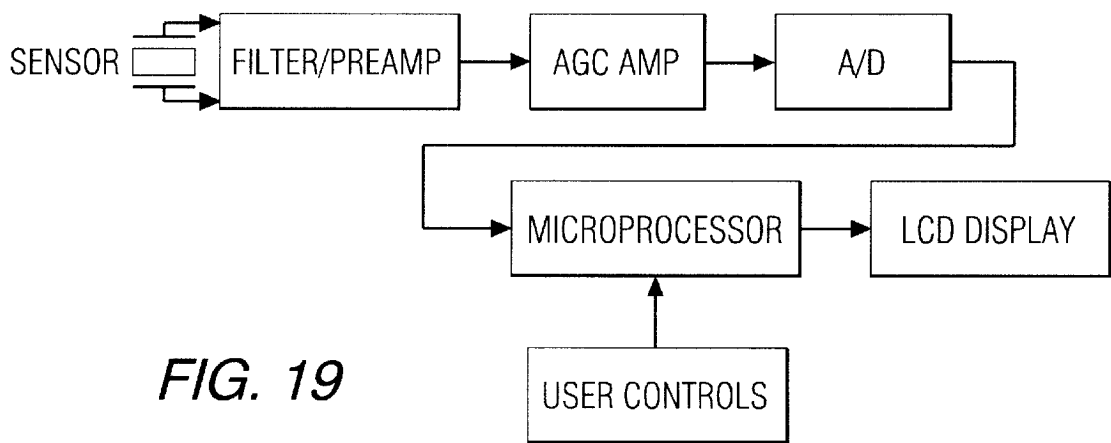 SENSOR
FILTER/PREAMP
AGC AMP
A/D
MICROPROCESSOR
LCD DISPLAY
USER CONTROLS
FIG. 19